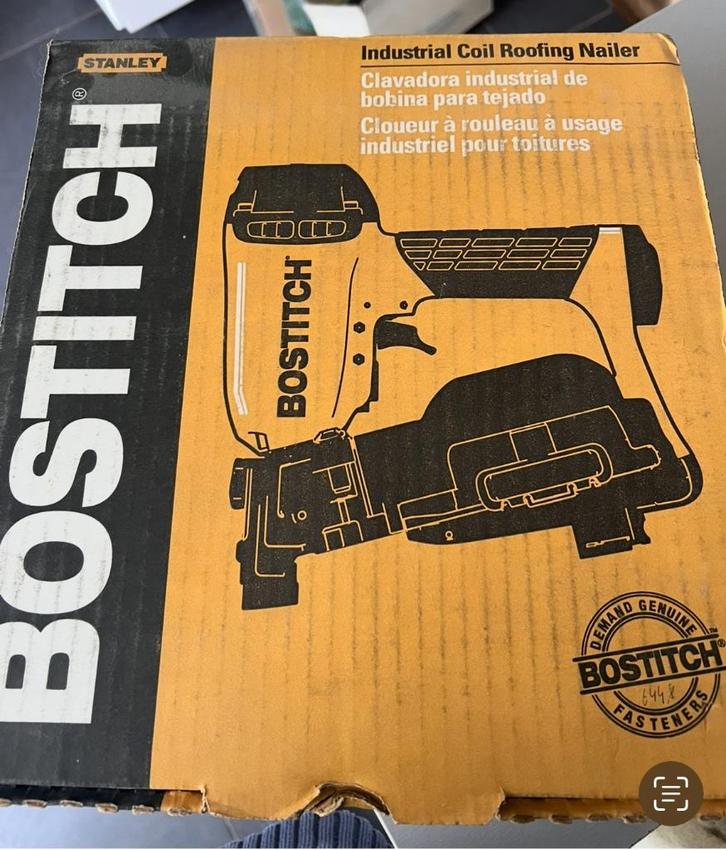 STANLEY
BOSTITCH®
Industrial Coil Roofing Nailer
Clavadora industrial de
bobina para tejado
Cloueur à rouleau à usage
industriel pour toitures
BOSTITCH
DEMAND GENUINE
BOSTITCH®
FASTENERS